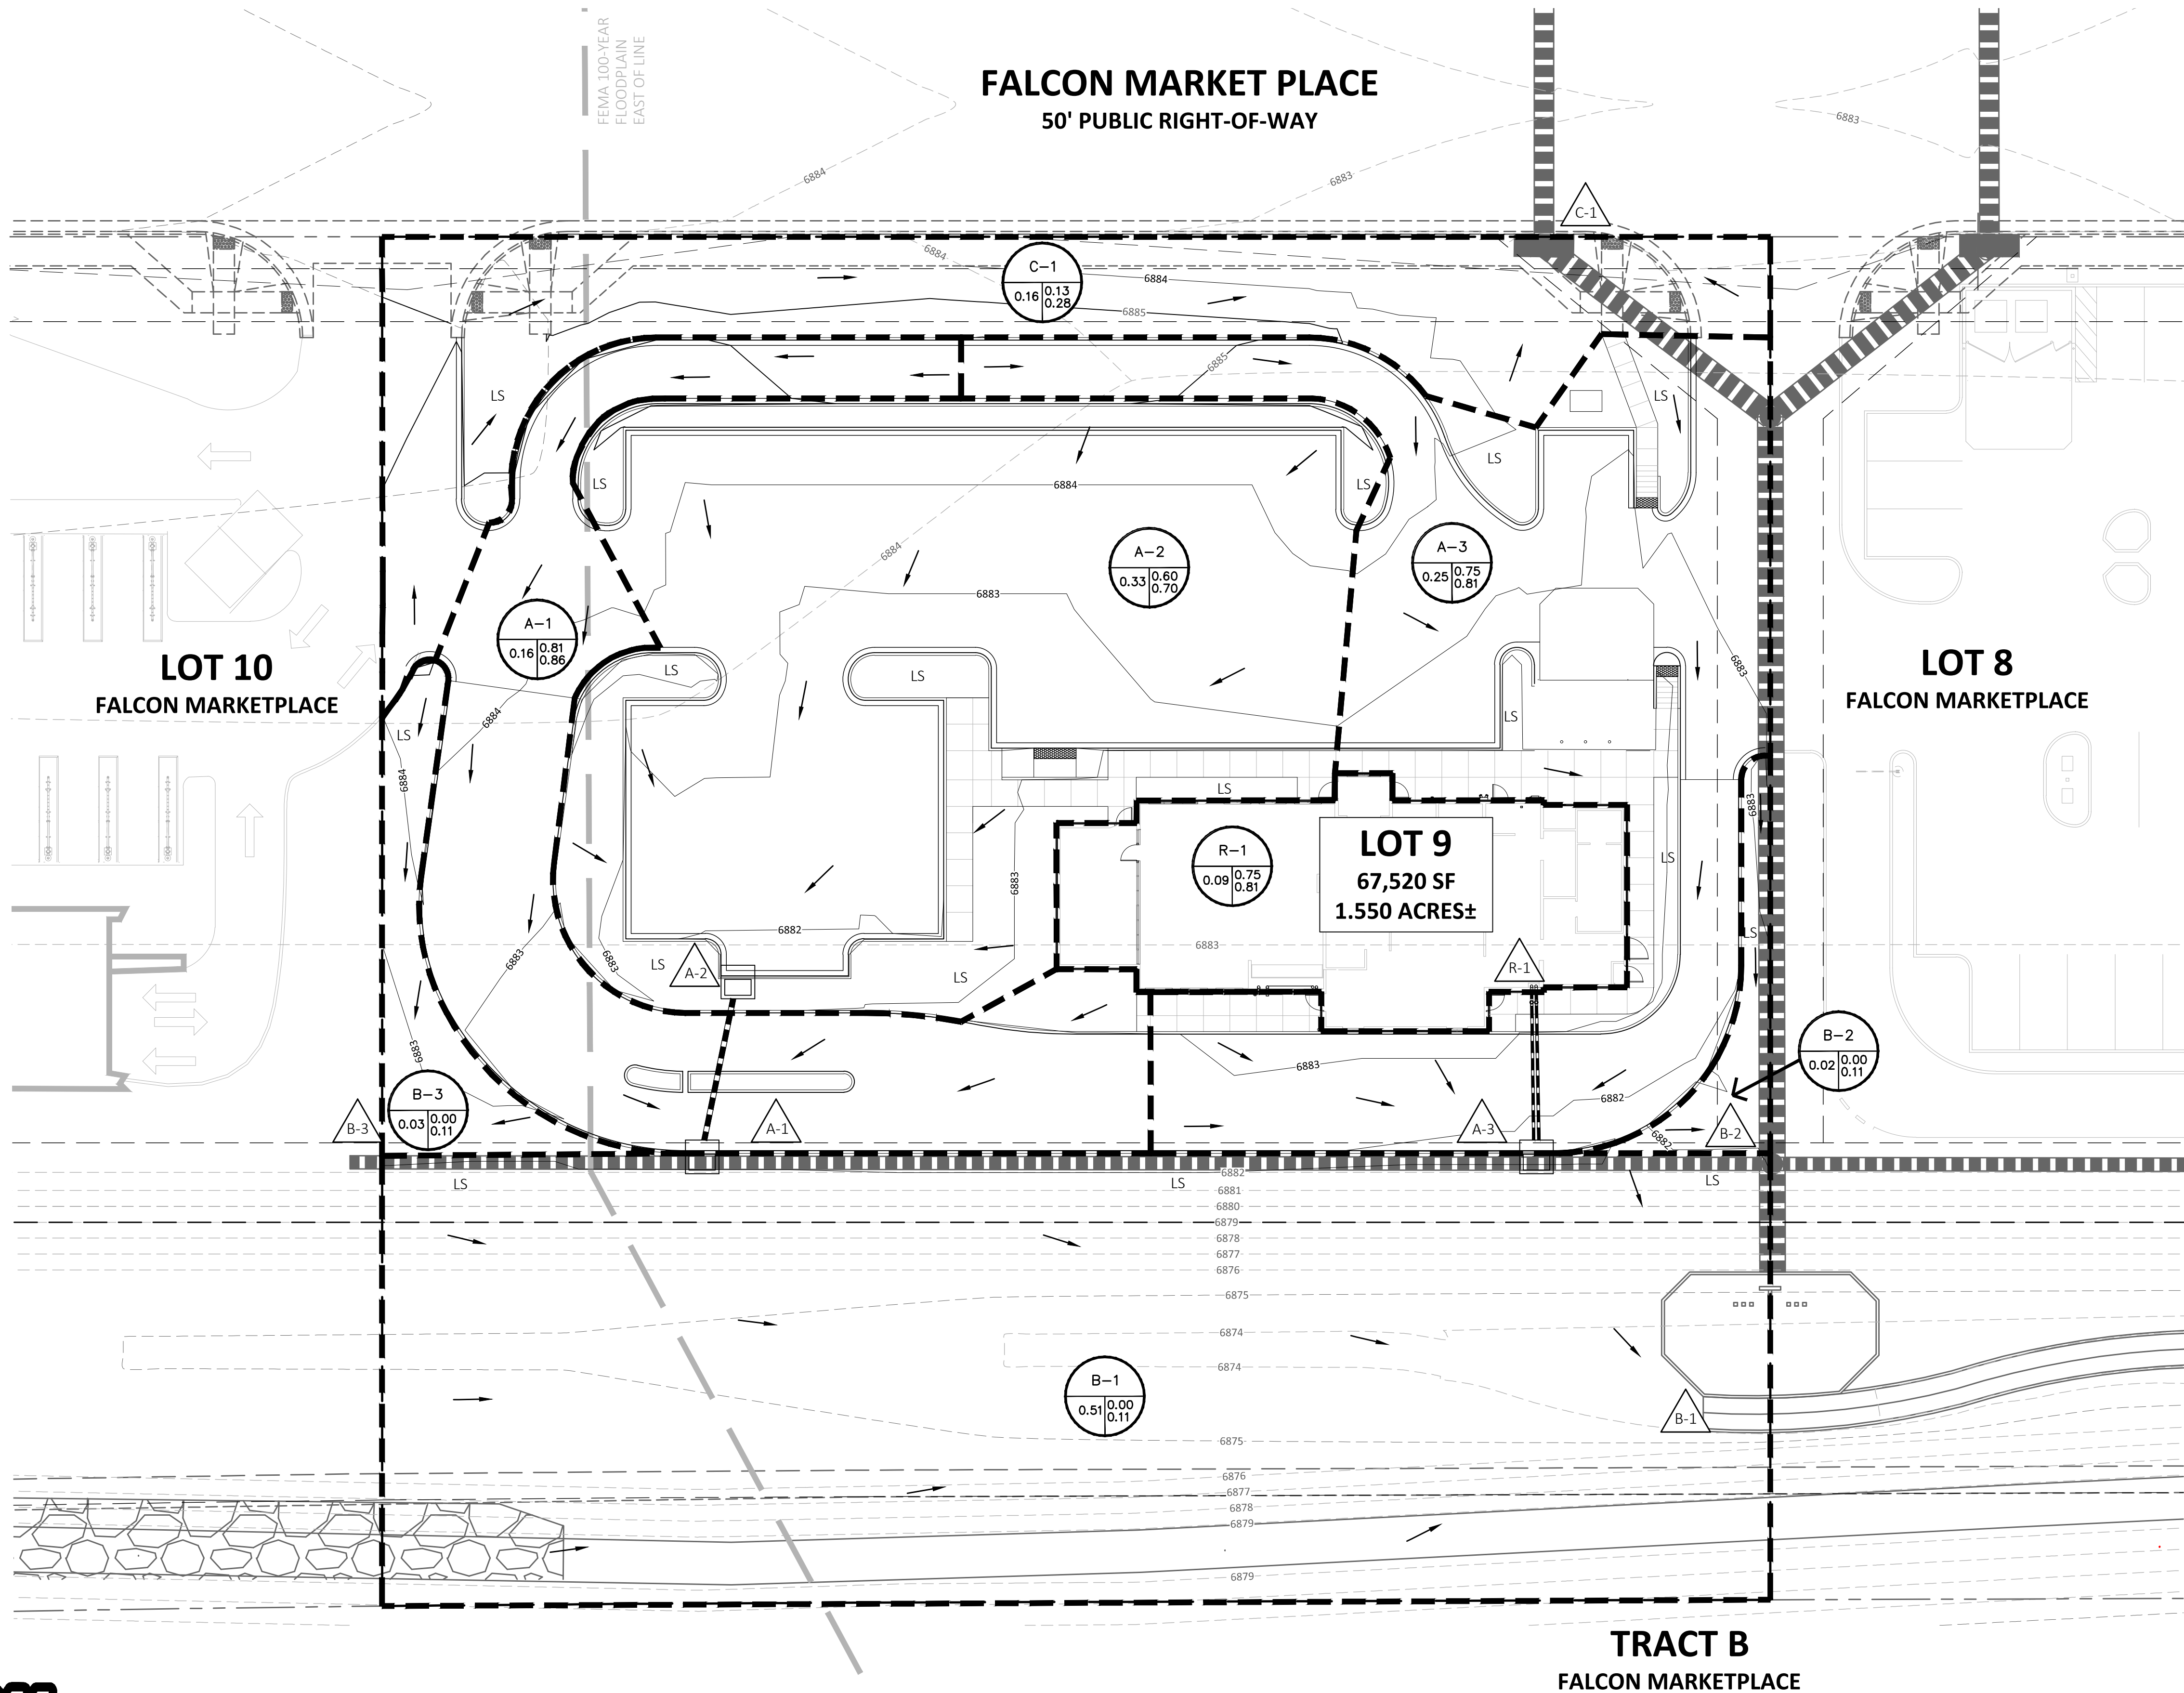 FEMA 100-YEAR
FLOODPLAIN
EAST OF LINE
FALCON MARKET PLACE
50' PUBLIC RIGHT-OF-WAY
6883
6884
6883
C-1
6884
C-1
0.16
0.13
0.28
6884
6885
6885
LS
LS
LS
LS
LS
6884
6884
A-2
0.33
0.60
0.70
A-3
0.25
0.75
0.81
6883
A-1
0.16
0.81
0.86
LOT 10
FALCON MARKETPLACE
LOT 8
FALCON MARKETPLACE
6883
LS
LS
LS
LS
6884
6884
LS
6883
R-1
0.09
0.75
0.81
LOT 9
67,520 SF
1.550 ACRES±
LS
6883
6882
LS
6883
6883
6883
LS
A-2
LS
R-1
6883
B-2
0.02
0.00
0.11
6883
6882
B-3
0.03
0.00
0.11
B-3
A-1
A-3
B-2
6882
LS
LS
LS
6882
6881
6880
6879
6878
6877
6876
6875
6874
6874
B-1
0.51
0.00
0.11
B-1
6875
6876
6877
6878
6879
6879
TRACT B
FALCON MARKETPLACE